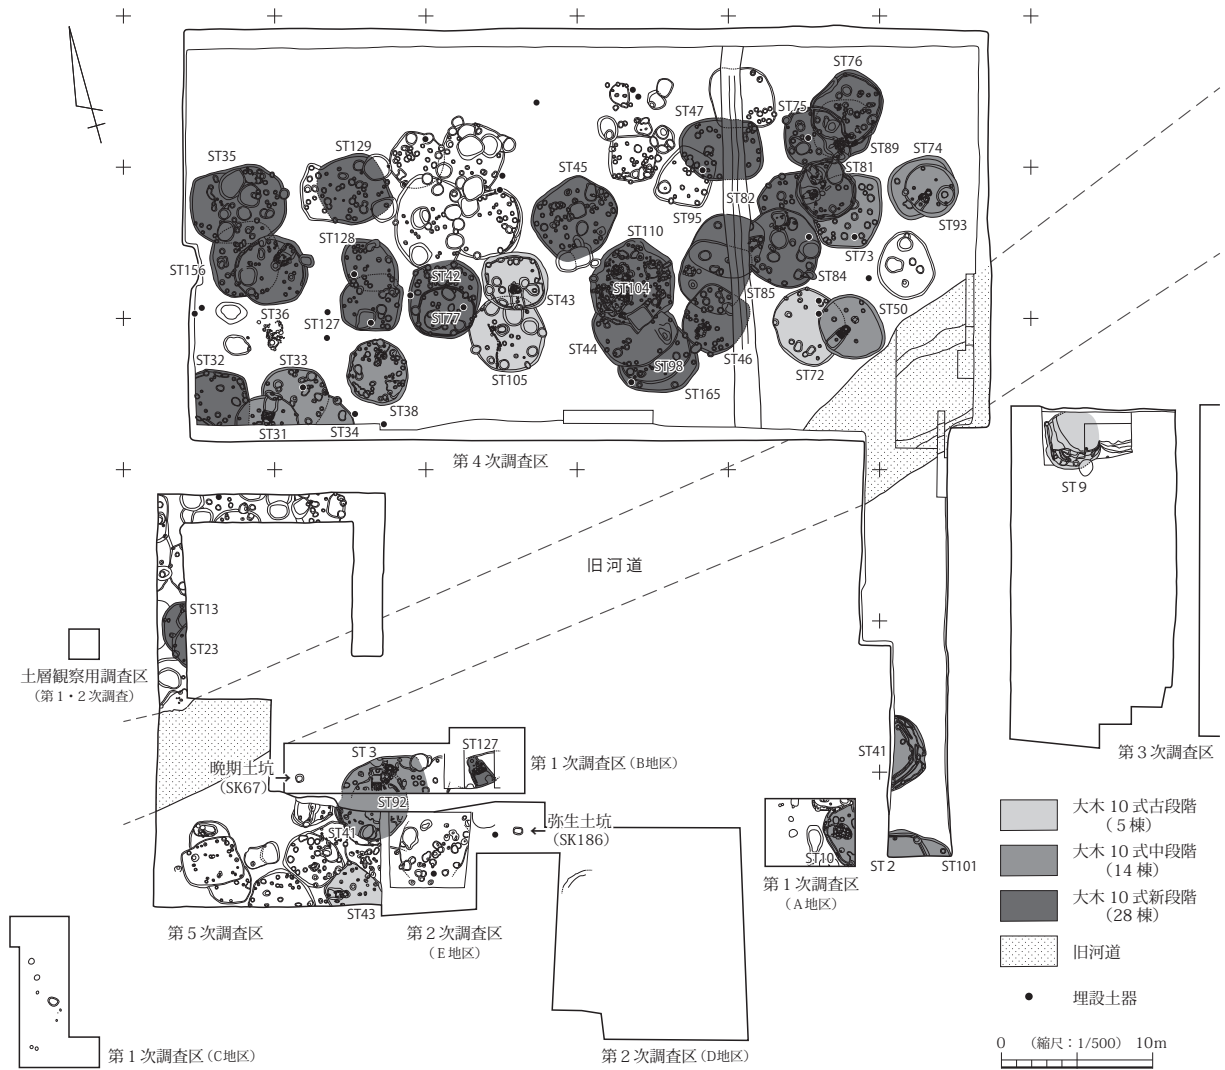 ST76
ST47
ST75
ST129
ST35
ST45
ST89
ST74
ST81
ST82
ST95
ST93
ST128
ST110
ST73
ST156
ST42
ST84
ST104
ST43
ST85
ST50
ST36
ST127
ST77
ST44
ST46
ST32
ST33
ST98
ST72
ST105
ST165
ST38
ST31
ST34
第4次調査区
ST 9
旧河道
ST13
ST23
土層観察用調査区
（第1・2次調査）
ST 3
ST127
第1次調査区（B地区）
晩期土坑
（SK67）
ST41
第3次調査区
ST92
ST41
弥生土坑
（SK186）
ST10
ST 2
ST101
第1次調査区
（A地区）
ST43
第5次調査区
第2次調査区
（E地区）
第1次調査区（C地区）
第2次調査区（D地区）
大木10式古段階
（5棟）
大木10式中段階
（14棟）
大木10式新段階
（28棟）
旧河道
埋設土器
0 （縮尺：1/500） 10m